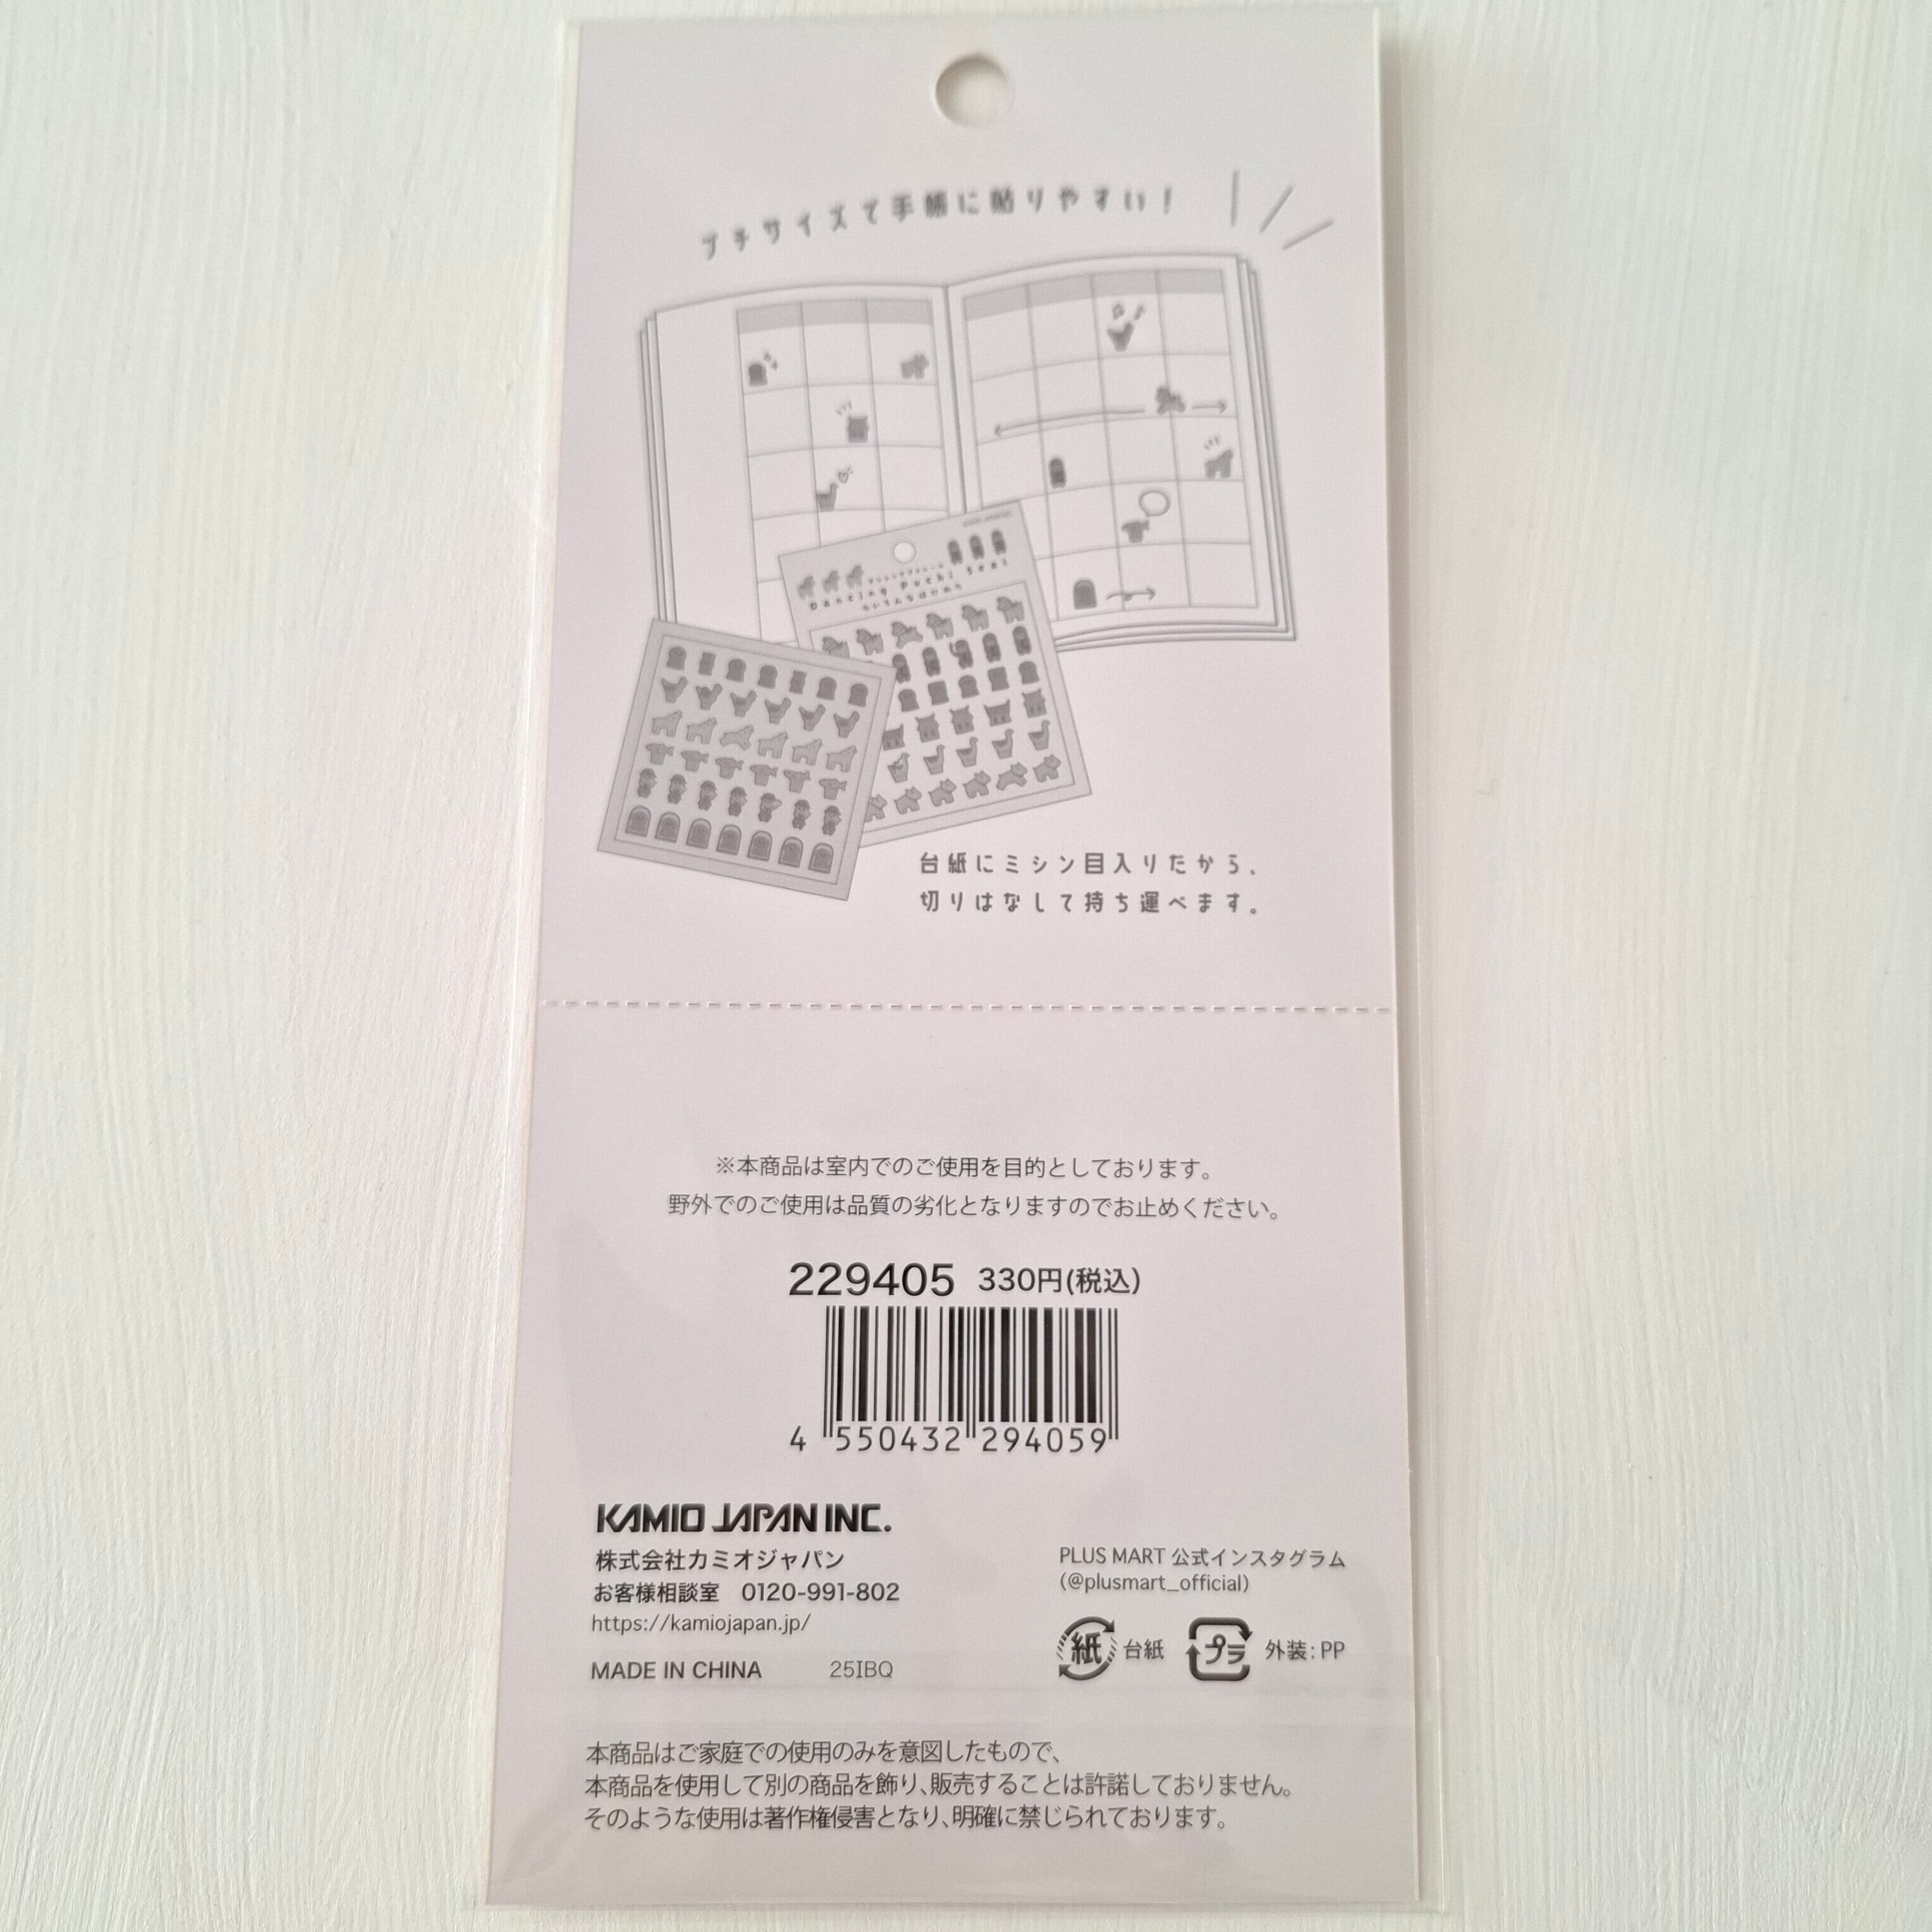 プチサイズで手帳に貼りやすい！
Dancing Puchi Seal
台紙にミシン目入りだから、
切りはなして持ち運べます。
※本商品は室内でのご使用を目的としております。
野外でのご使用は品質の劣化となりますのでお止めください。
229405 330円(税込)
4 550432 294059
KAMIO JAPAN INC.
株式会社カミオジャパン
お客様相談室 0120-991-802
https://kamiojapan.jp/
MADE IN CHINA 25IBQ
PLUS MART 公式インスタグラム
(@plusmart_official)
紙 台紙 プラ 外装：PP
本商品はご家庭での使用のみを意図したもので、
本商品を使用して別の商品を飾り、販売することは許諾しておりません。
そのような使用は著作権侵害となり、明確に禁じられております。